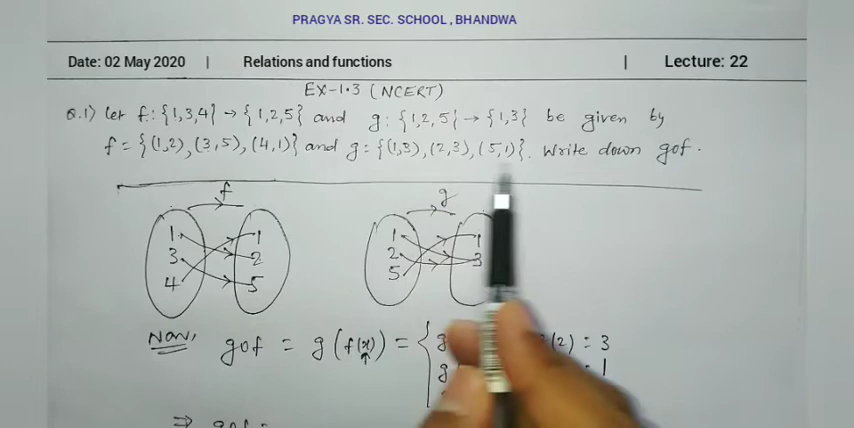 PRAGYA SR. SEC. SCHOOL , BHANDWA
Date: 02 May 2020 | Relations and functions | Lecture: 22
EX-1.3 (NCERT)
Q.1) Let f: {1,3,4} → {1,2,5} and g: {1,2,5} → {1,3} be given by
f = {(1,2), (3,5), (4,1)} and g = {(1,3), (2,3), (5,1)}. Write down gof.
f g
1 1 1 1
3 2 2 3
4 5 5
Now, gof = g(f(x)) = { g (2) = 3
g = 1
⇒ gof =